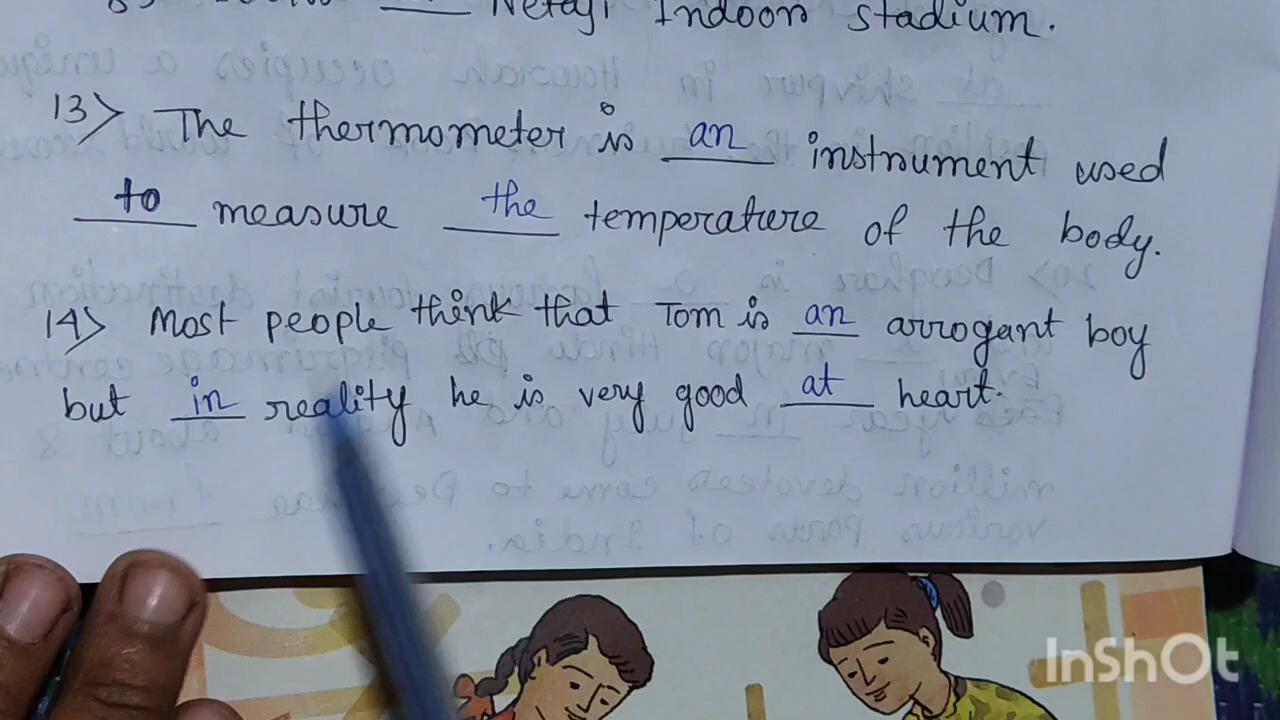 Netaji Indoor stadium.
13> The thermometer is an instrument used
to measure the temperature of the body.
14> Most people think that Tom is an arrogant boy
but in reality he is very good at heart.
InShOt